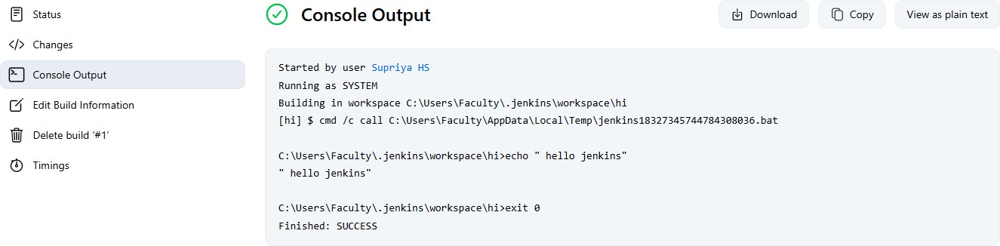 Status
Changes
Console Output
Edit Build Information
Delete build ‘#1’
Timings
Console Output
Download
Copy
View as plain text
Started by user Supriya HS
Running as SYSTEM
Building in workspace C:\Users\Faculty\.jenkins\workspace\hi
[hi] $ cmd /c call C:\Users\Faculty\AppData\Local\Temp\jenkins18327345744784308036.bat
C:\Users\Faculty\.jenkins\workspace\hi>echo " hello jenkins"
" hello jenkins"
C:\Users\Faculty\.jenkins\workspace\hi>exit 0
Finished: SUCCESS